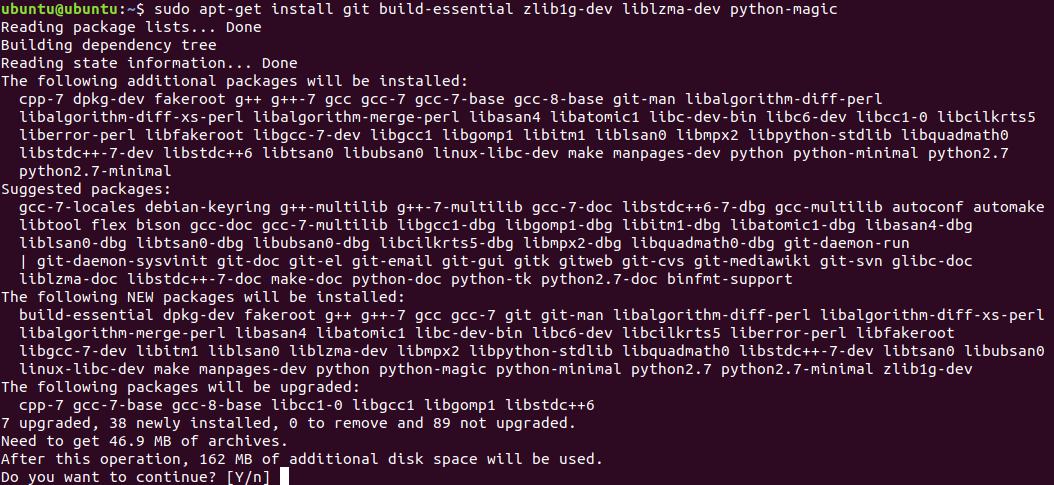 ubuntu@ubuntu:~$ sudo apt-get install git build-essential zlib1g-dev liblzma-dev python-magic
Reading package lists... Done
Building dependency tree
Reading state information... Done
The following additional packages will be installed:
  cpp-7 dpkg-dev fakeroot g++ g++-7 gcc gcc-7 gcc-7-base gcc-8-base git-man libalgorithm-diff-perl
  libalgorithm-diff-xs-perl libalgorithm-merge-perl libasan4 libatomic1 libc-dev-bin libc6-dev libcc1-0 libcilkrts5
  liberror-perl libfakeroot libgcc-7-dev libgcc1 libgomp1 libitm1 liblsan0 libmpx2 libpython-stdlib libquadmath0
  libstdc++-7-dev libstdc++6 libtsan0 libubsan0 linux-libc-dev make manpages-dev python python-minimal python2.7
  python2.7-minimal
Suggested packages:
  gcc-7-locales debian-keyring g++-multilib g++-7-multilib gcc-7-doc libstdc++6-7-dbg gcc-multilib autoconf automake
  libtool flex bison gcc-doc gcc-7-multilib libgcc1-dbg libgomp1-dbg libitm1-dbg libatomic1-dbg libasan4-dbg
  liblsan0-dbg libtsan0-dbg libubsan0-dbg libcilkrts5-dbg libmpx2-dbg libquadmath0-dbg git-daemon-run
  | git-daemon-sysvinit git-doc git-el git-email git-gui gitk gitweb git-cvs git-mediawiki git-svn glibc-doc
  liblzma-doc libstdc++-7-doc make-doc python-doc python-tk python2.7-doc binfmt-support
The following NEW packages will be installed:
  build-essential dpkg-dev fakeroot g++ g++-7 gcc gcc-7 git git-man libalgorithm-diff-perl libalgorithm-diff-xs-perl
  libalgorithm-merge-perl libasan4 libatomic1 libc-dev-bin libc6-dev libcilkrts5 liberror-perl libfakeroot
  libgcc-7-dev libitm1 liblsan0 liblzma-dev libmpx2 libpython-stdlib libquadmath0 libstdc++-7-dev libtsan0 libubsan0
  linux-libc-dev make manpages-dev python python-magic python-minimal python2.7 python2.7-minimal zlib1g-dev
The following packages will be upgraded:
  cpp-7 gcc-7-base gcc-8-base libcc1-0 libgcc1 libgomp1 libstdc++6
7 upgraded, 38 newly installed, 0 to remove and 89 not upgraded.
Need to get 46.9 MB of archives.
After this operation, 162 MB of additional disk space will be used.
Do you want to continue? [Y/n]